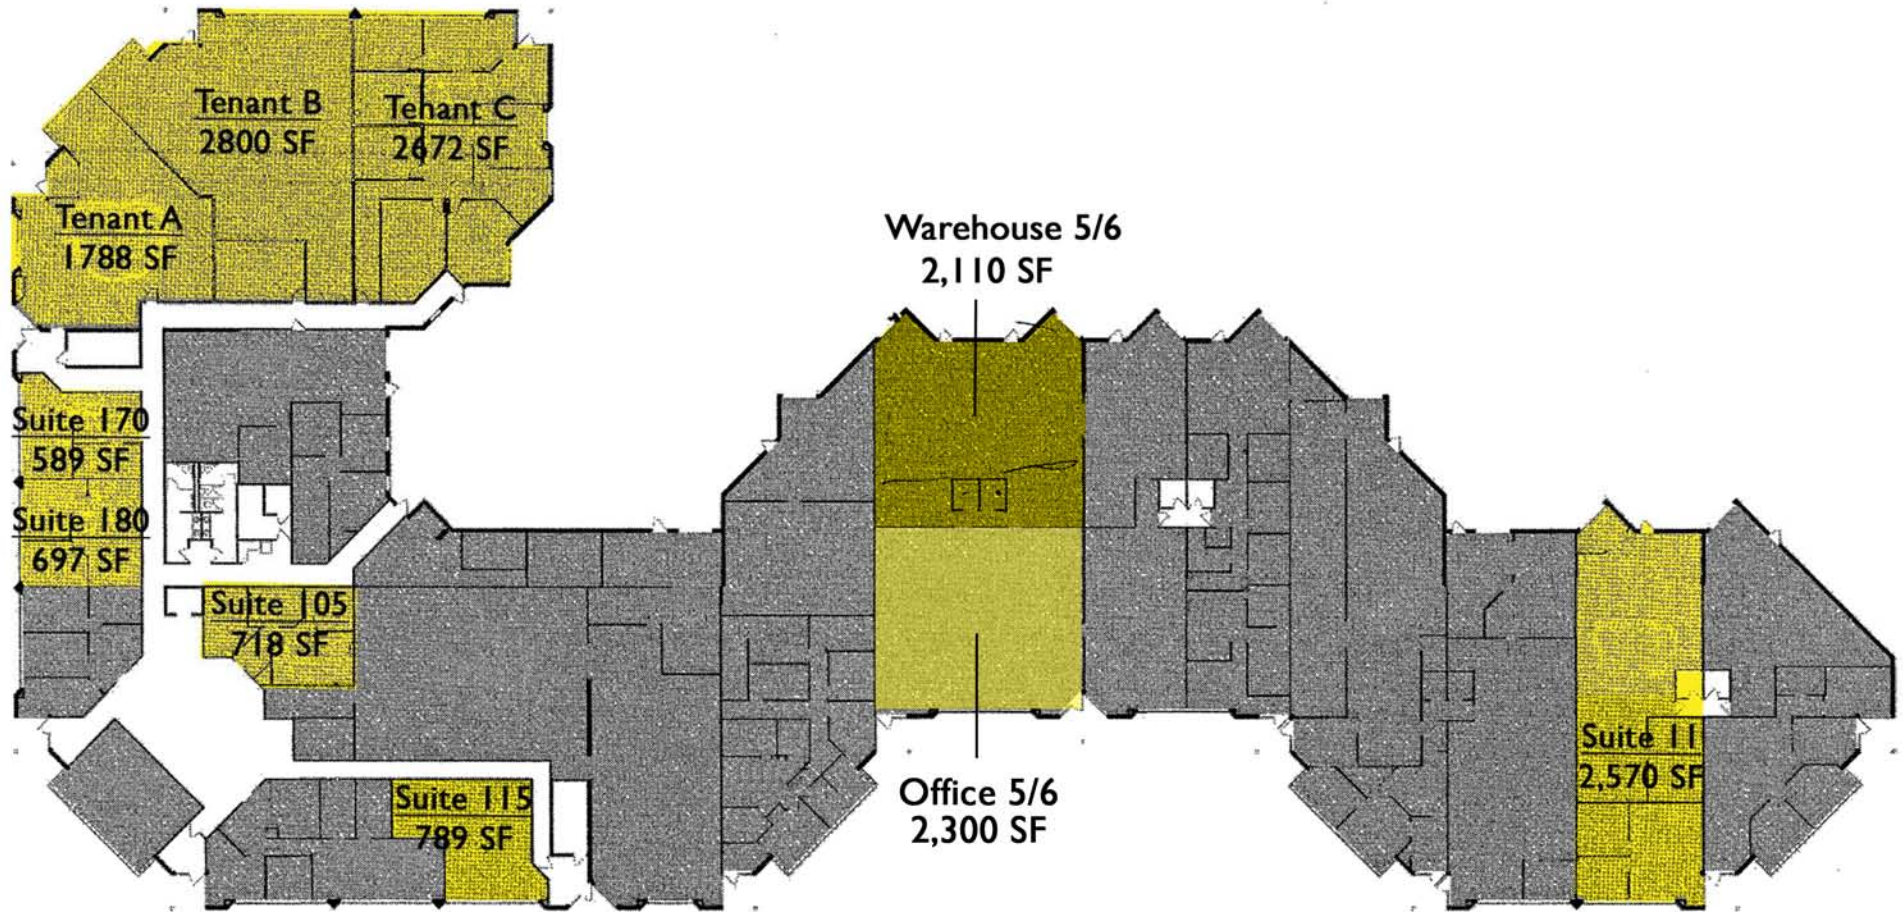 Tenant B
2800 SF
Tenant C
2672 SF
Tenant A
1788 SF
Warehouse 5/6
2,110 SF
Suite 170
589 SF
Suite 180
697 SF
Suite 105
718 SF
Suite 11
2,570 SF
Office 5/6
2,300 SF
Suite 115
789 SF